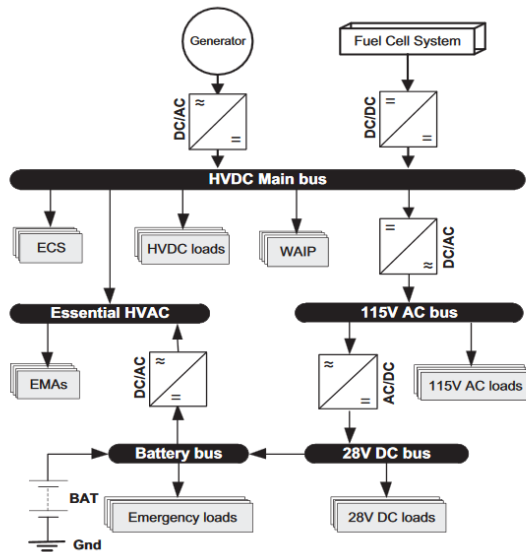 Generator
Fuel Cell System
DC/AC
≈
=
DC/DC
=
=
HVDC Main bus
ECS
HVDC loads
WAIP
=
≈
DC/AC
Essential HVAC
115V AC bus
EMAs
DC/AC
≈
=
≈
=
AC/DC
115V AC loads
Battery bus
28V DC bus
BAT
Emergency loads
28V DC loads
Gnd